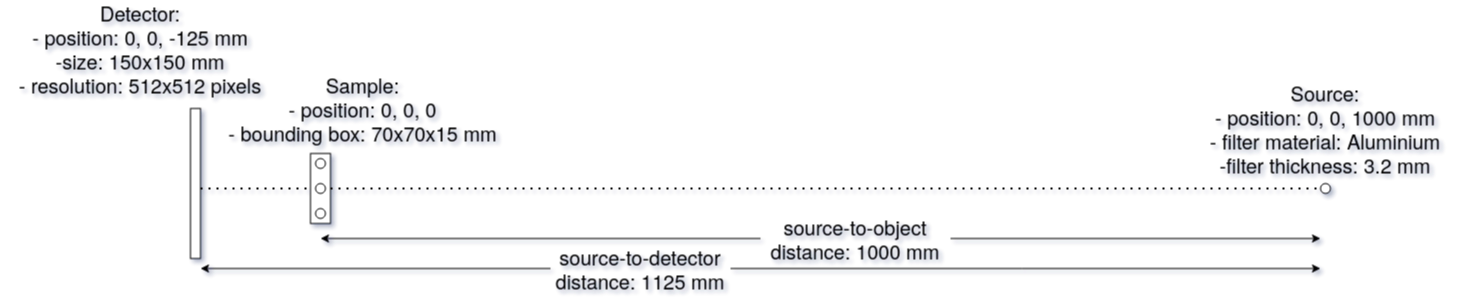 Detector:
- position: 0, 0, -125 mm
-size: 150x150 mm
- resolution: 512x512 pixels
Sample:
- position: 0, 0, 0
- bounding box: 70x70x15 mm
Source:
- position: 0, 0, 1000 mm
- filter material: Aluminium
-filter thickness: 3.2 mm
source-to-object
distance: 1000 mm
source-to-detector
distance: 1125 mm